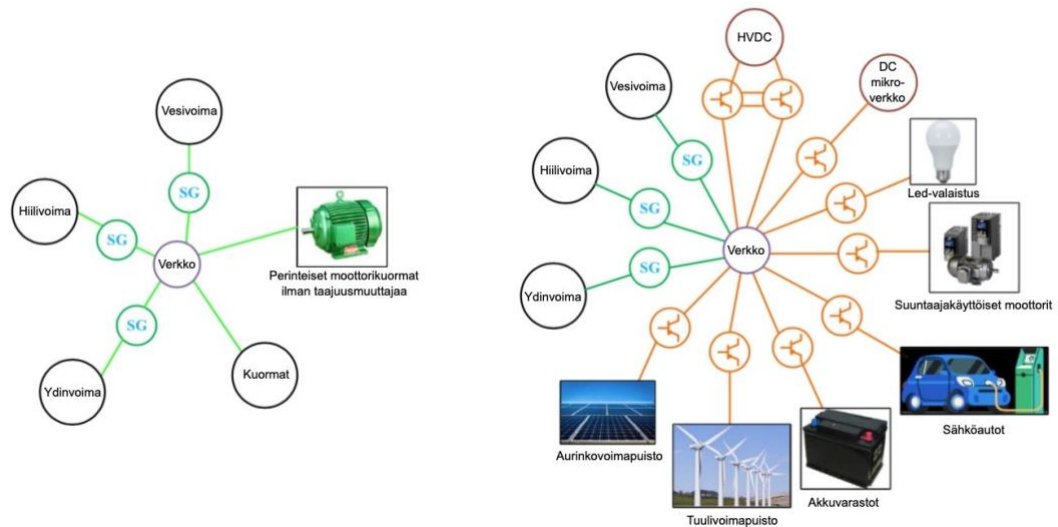 Vesivoima
SG
Hiilivoima
SG
Verkko
Perinteiset moottorikuormat
ilman taajuusmuuttajaa
SG
Ydinvoima
Kuormat
HVDC
DC
mikro-
verkko
Vesivoima
SG
Hiilivoima
SG
Led-valaistus
Verkko
SG
Ydinvoima
Suuntaajakäyttöiset moottorit
Sähköautot
Aurinkovoimapuisto
Akkuvarastot
Tuulivoimapuisto